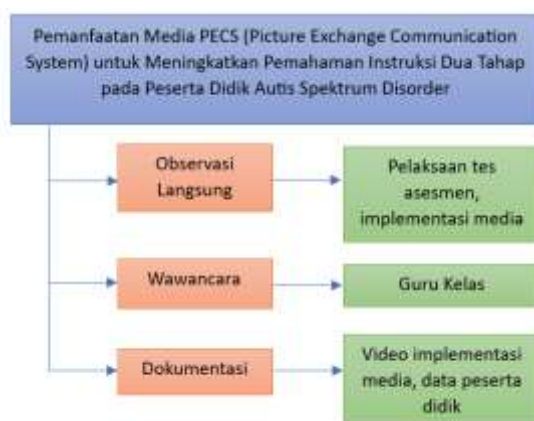 Pemanfaatan Media PECS (Picture Exchange Communication
System) untuk Meningkatkan Pemahaman Instruksi Dua Tahap
pada Peserta Didik Autis Spektrum Disorder
Observasi
Langsung
Pelaksaan tes
asesmen,
implementasi media
Wawancara
Guru Kelas
Dokumentasi
Video implementasi
media, data peserta
didik